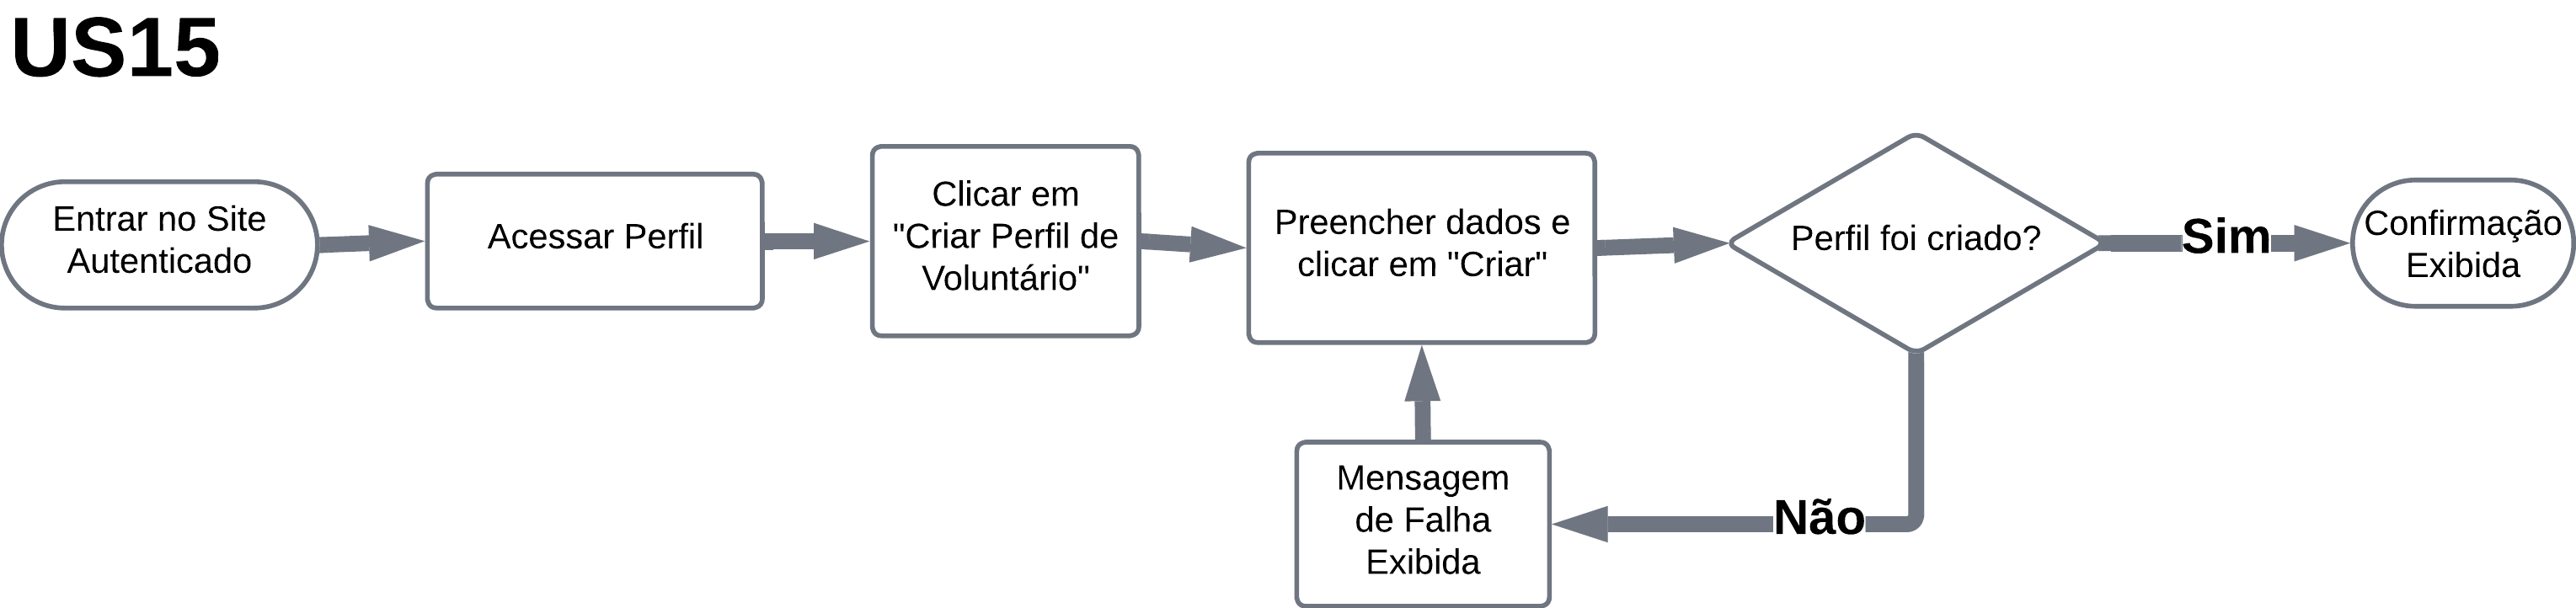 US15
Entrar no Site
Autenticado
Acessar Perfil
Clicar em
"Criar Perfil de
Voluntário"
Preencher dados e
clicar em "Criar"
Perfil foi criado?
Sim
Confirmação
Exibida
Não
Mensagem
de Falha
Exibida